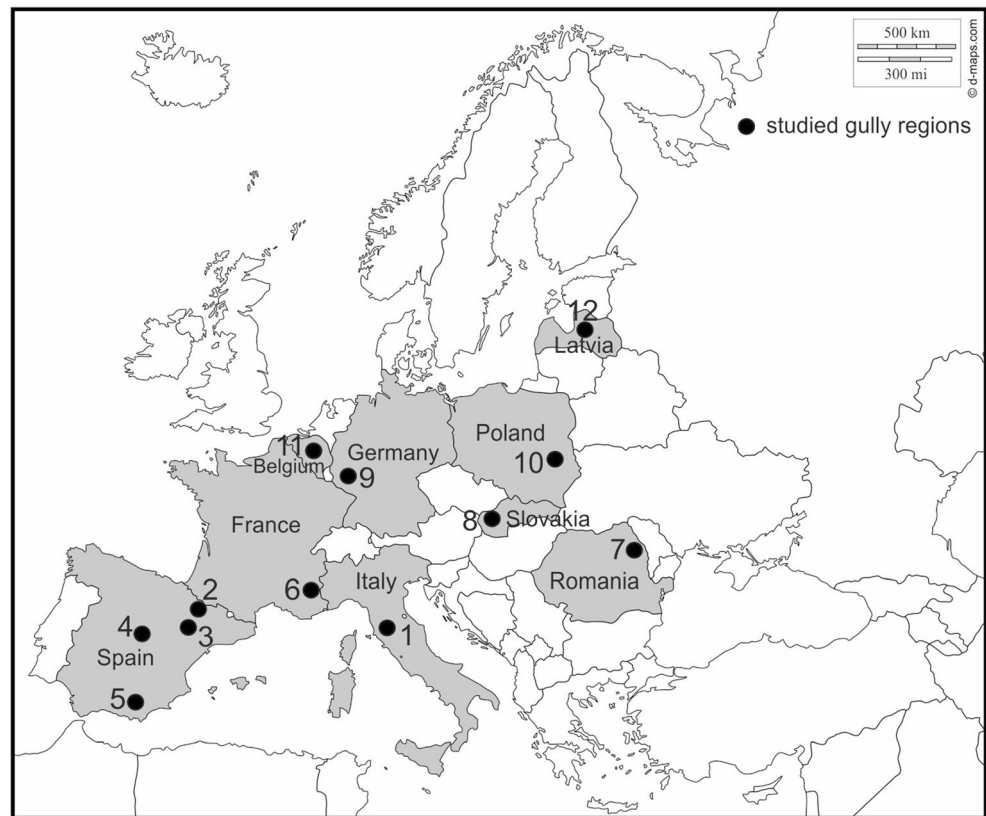 500 km
300 mi
© d-maps.com
studied gully regions
12
Latvia
11
Belgium
Germany
9
Poland
10
8
Slovakia
France
7
Romania
6
Italy
2
4
3
1
Spain
5